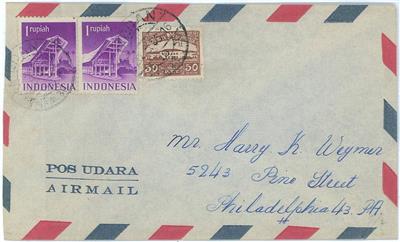 1 rupiah 1 rupiah
INDONESIA INDONESIA 50 50
Mr. Harry K. Weymer
5243 Pine Street
Philadelphia 43. PA.
POS UDARA
AIRMAIL